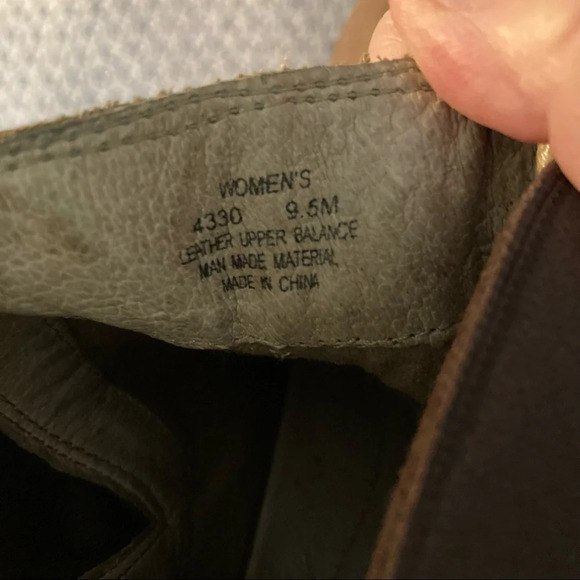 WOMEN'S
4330 9.5M
LEATHER UPPER BALANCE
MAN MADE MATERIAL
MADE IN CHINA